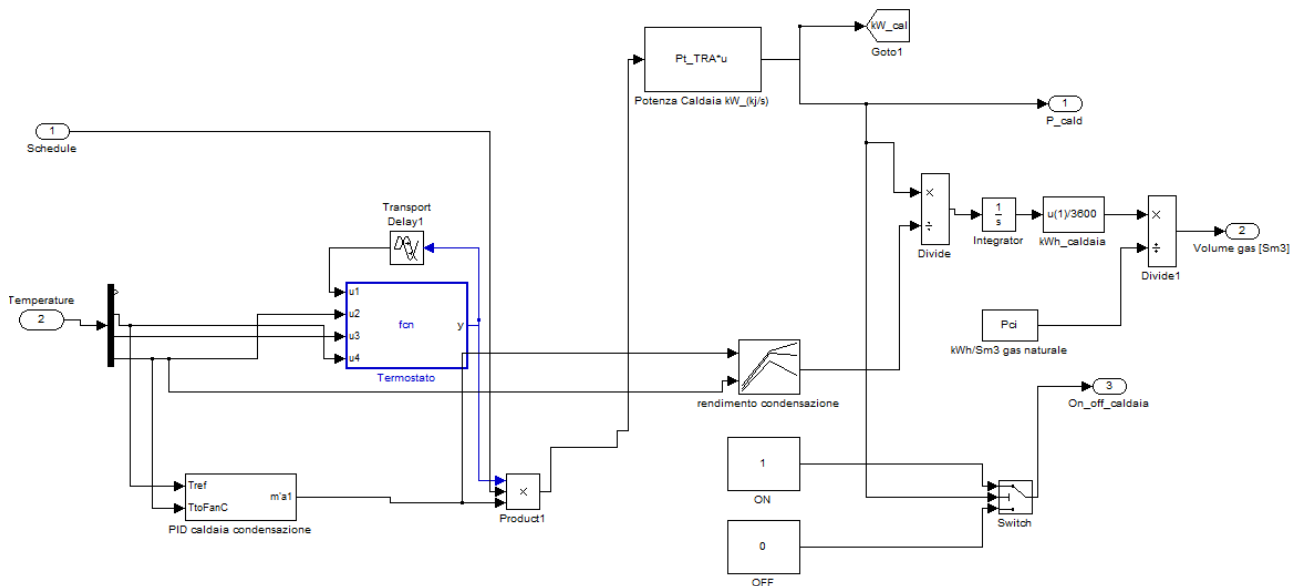 kW_cal
Goto1
Pt_TRA*u
Potenza Caldaia kW_(kj/s)
1
P_cald
1
Schedule
Transport
Delay1
×
÷
Divide
1
s
Integrator
u(1)/3600
kWh_caldaia
×
÷
Divide1
2
Volume gas [Sm3]
Temperature
2
u1
u2
u3
u4
fcn
y
Termostato
Pci
kWh/Sm3 gas naturale
rendimento condensazione
3
On_off_caldaia
1
ON
Tref
TtoFanC
m'a1
PID caldaia condensazione
×
Product1
Switch
0
OFF